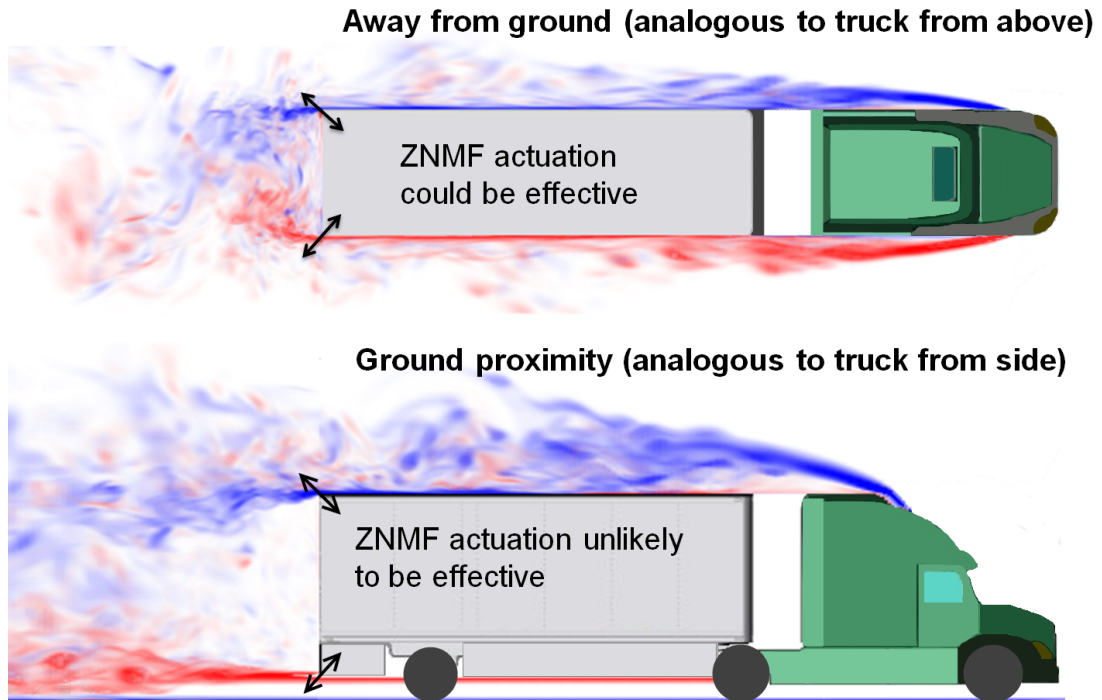 Away from ground (analogous to truck from above)
ZNMF actuation
could be effective
Ground proximity (analogous to truck from side)
ZNMF actuation unlikely
to be effective